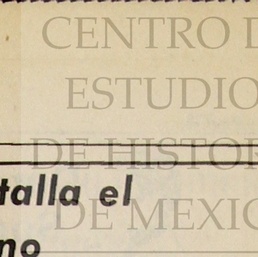 CENTRO D
ESTUDIO
DE HISTOR
talla el
DE MEXIC
no